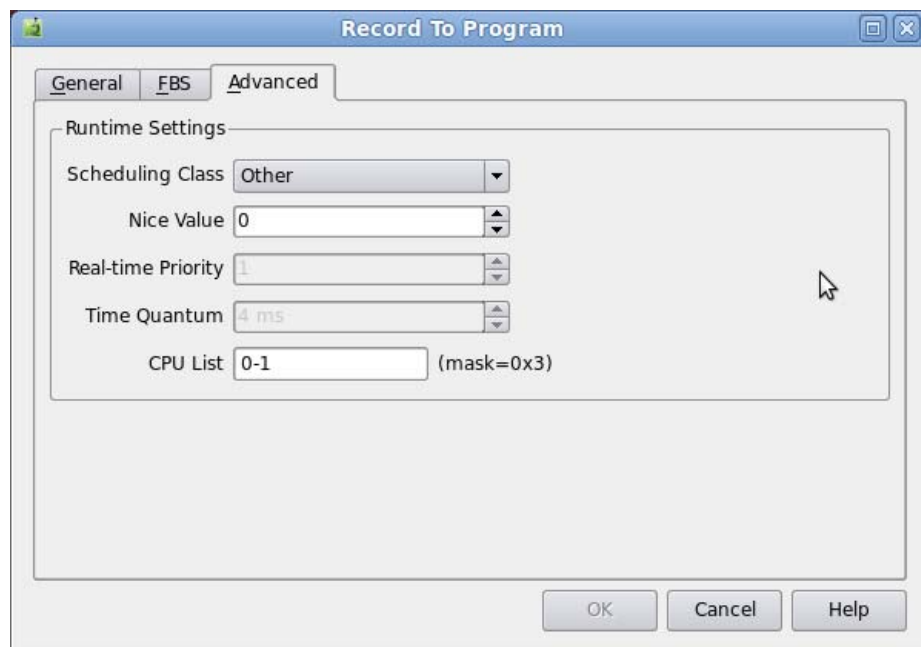 Record To Program
General FBS Advanced
Runtime Settings
Scheduling Class Other
Nice Value 0
Real-time Priority 1
Time Quantum 4 ms
CPU List 0-1 (mask=0x3)
OK Cancel Help